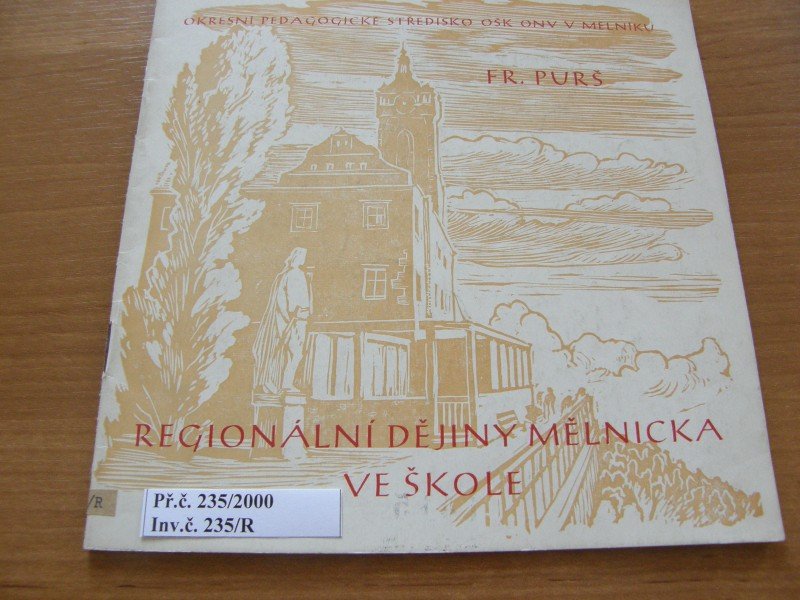 OKRESNÍ PEDAGOGICKÉ STŘEDISKO OŠK ONV V MĚLNÍKU
FR. PURŠ
REGIONÁLNÍ DĚJINY MĚLNICKA
VE ŠKOLE
/R
Př.č. 235/2000
Inv.č. 235/R